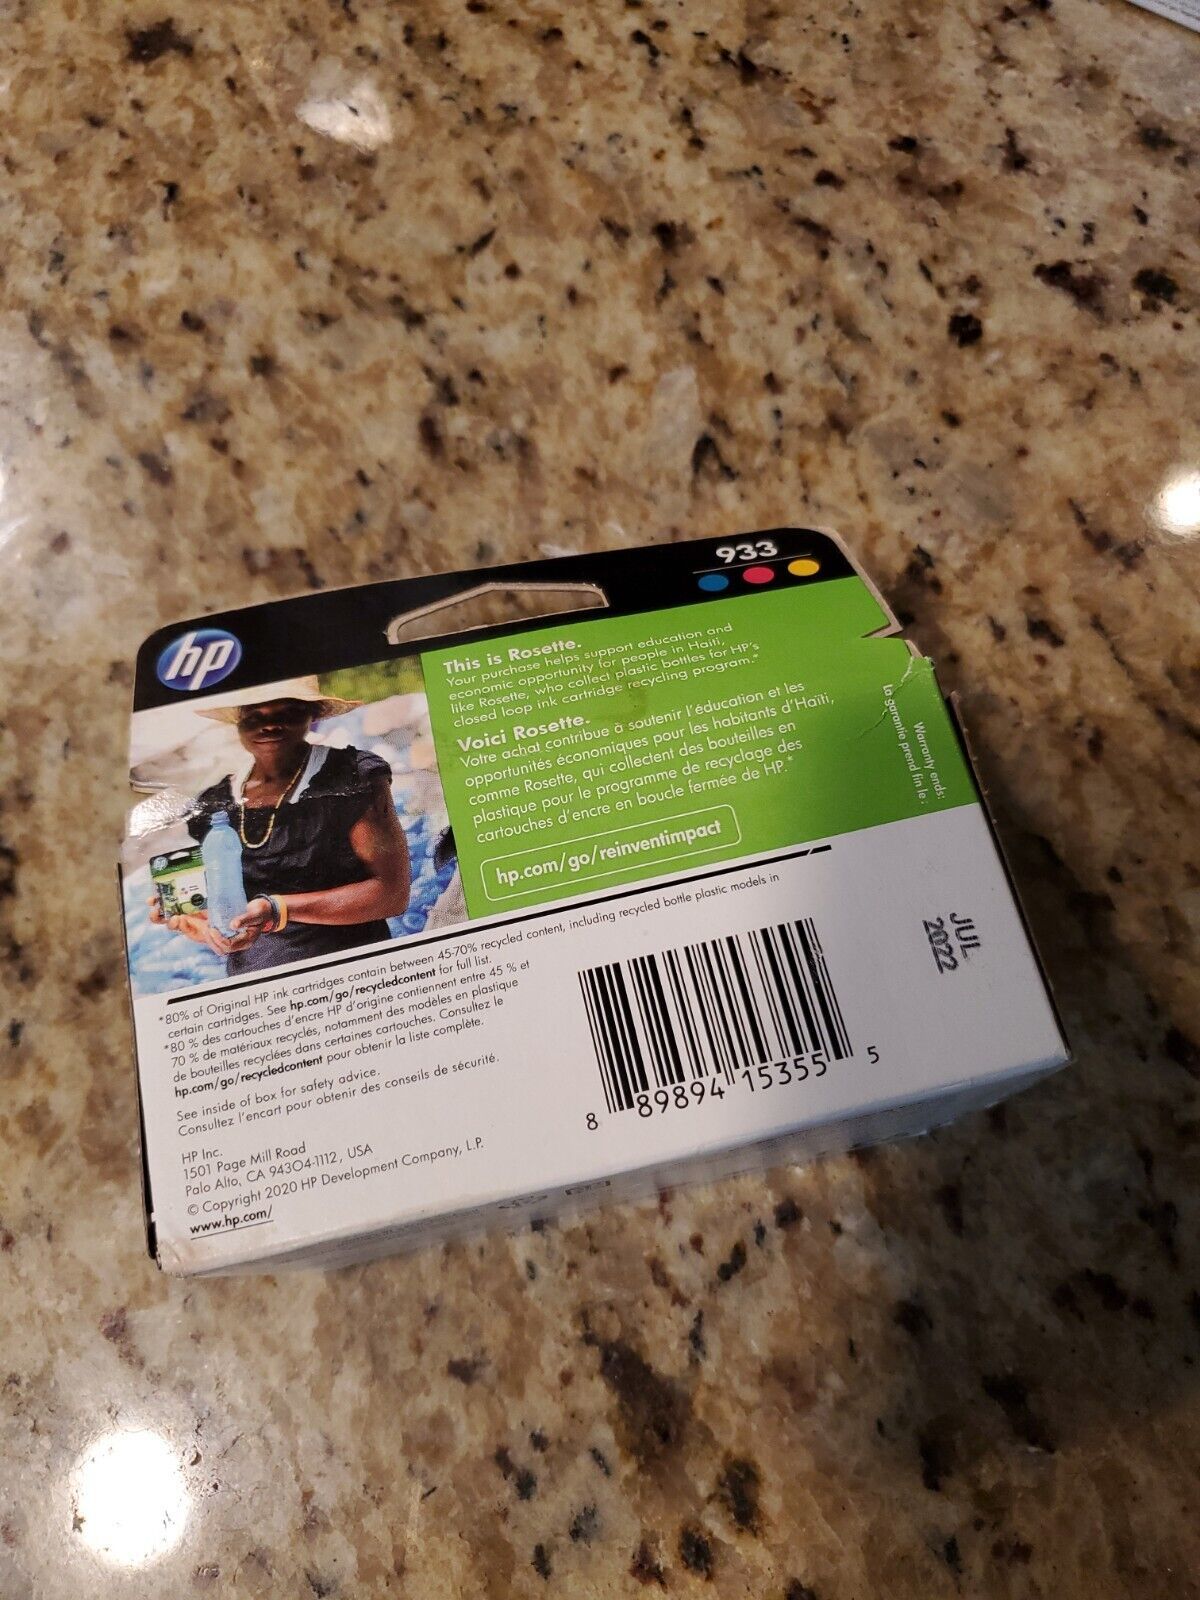 933
hp
This is Rosette.
Your purchase helps support education and
economic opportunity for people in Haiti,
like Rosette, who collect plastic bottles for HP's
closed loop ink cartridge recycling program.*
Voici Rosette.
Votre achat contribue à soutenir l'éducation et les
opportunités économiques pour les habitants d'Haïti,
comme Rosette, qui collectent des bouteilles en
plastique pour le programme de recyclage des
cartouches d'encre en boucle fermée de HP.*
hp.com/go/reinventimpact
Warranty ends:
La garantie prend fin le :
JUL
2022
*80% of Original HP ink cartridges contain between 45-70% recycled content, including recycled bottle plastic models in
certain cartridges. See hp.com/go/recycledcontent for full list.
*80 % des cartouches d'encre HP d'origine contiennent entre 45 % et
70 % de matériaux recyclés, notamment des modèles en plastique
de bouteilles recyclées dans certaines cartouches. Consultez le
hp.com/go/recycledcontent pour obtenir la liste complète.
See inside of box for safety advice.
Consultez l'encart pour obtenir des conseils de sécurité.
HP Inc.
1501 Page Mill Road
Palo Alto, CA 94304-1112, USA
© Copyright 2020 HP Development Company, L.P.
www.hp.com/
8 89894 15355 5